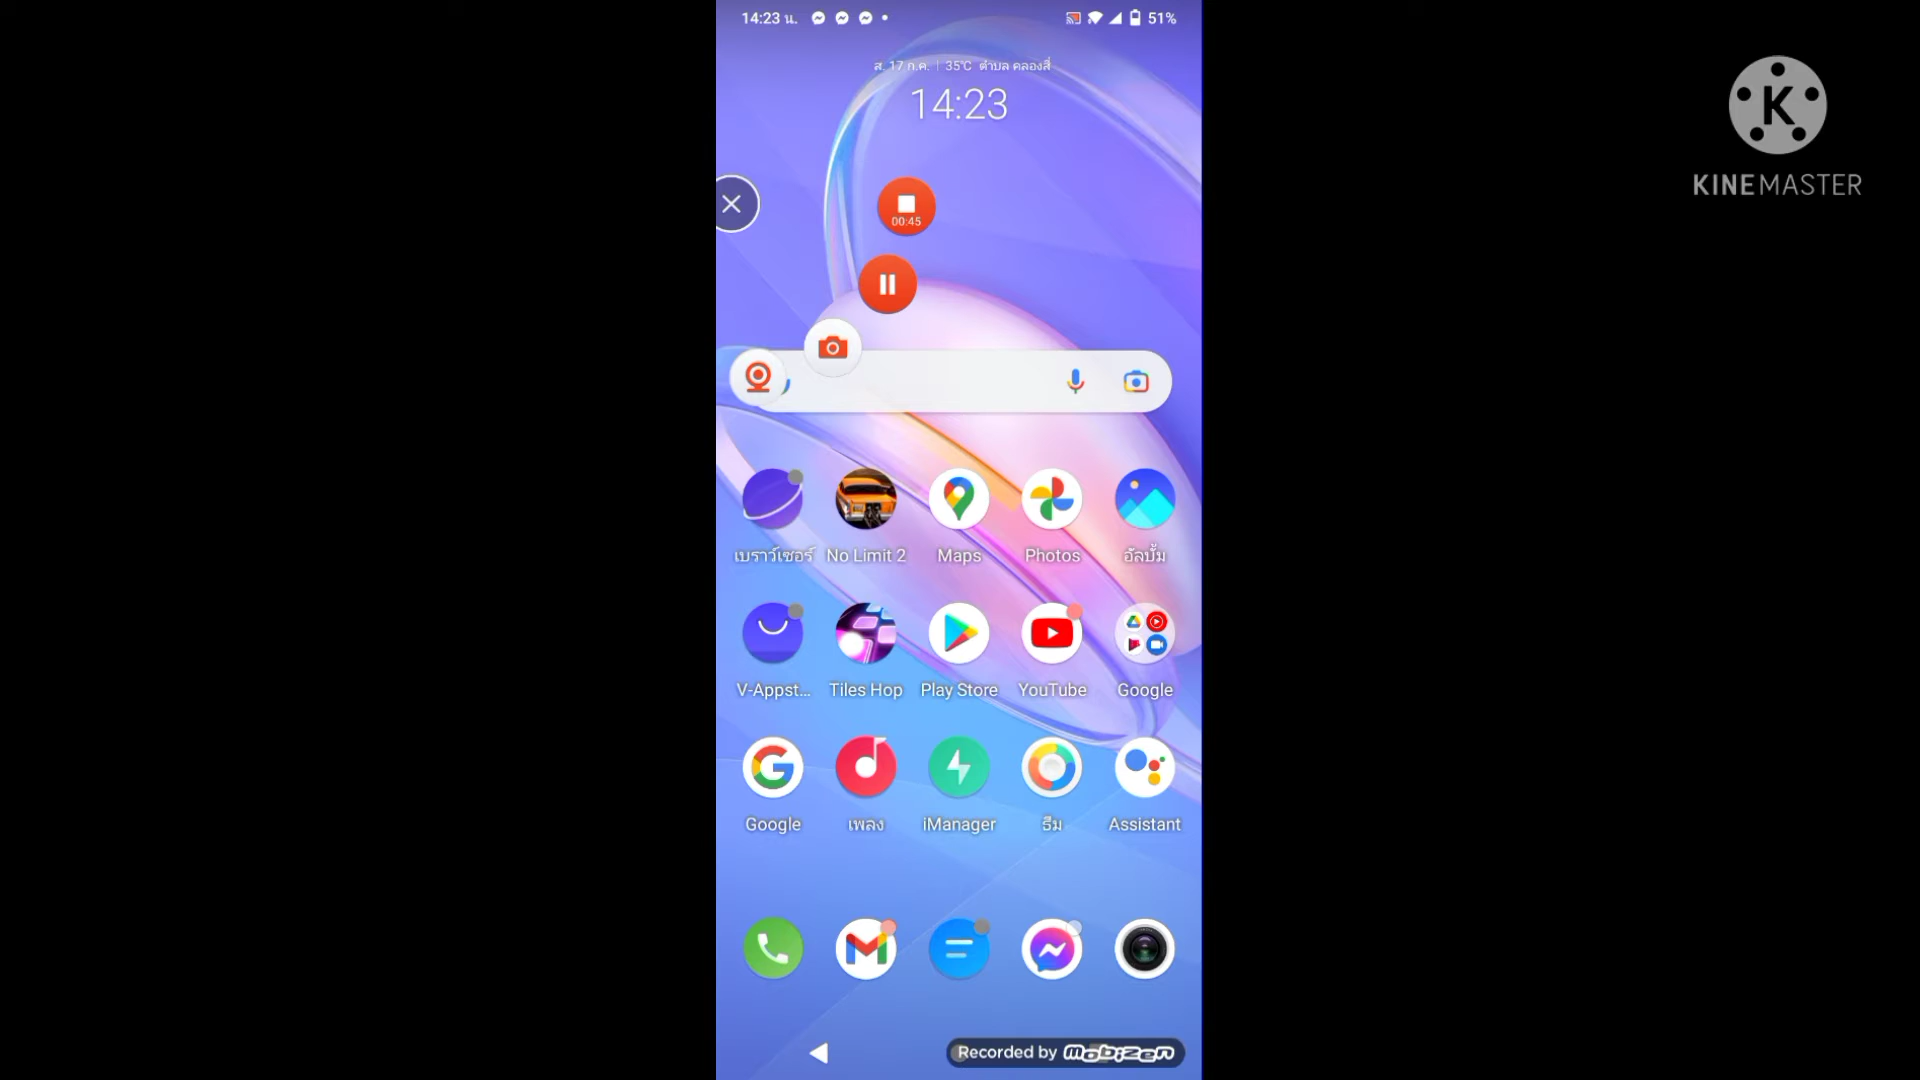 14:23 น. 51%
ส. 17 ก.ค. | 35°C ตำบล คลองสี่
14:23
K
KINEMASTER
00:45
เบราว์เซอร์ No Limit 2 Maps Photos อัลบั้ม
V-Appst... Tiles Hop Play Store YouTube Google
Google เพลง iManager ธีม Assistant
Recorded by mobizen